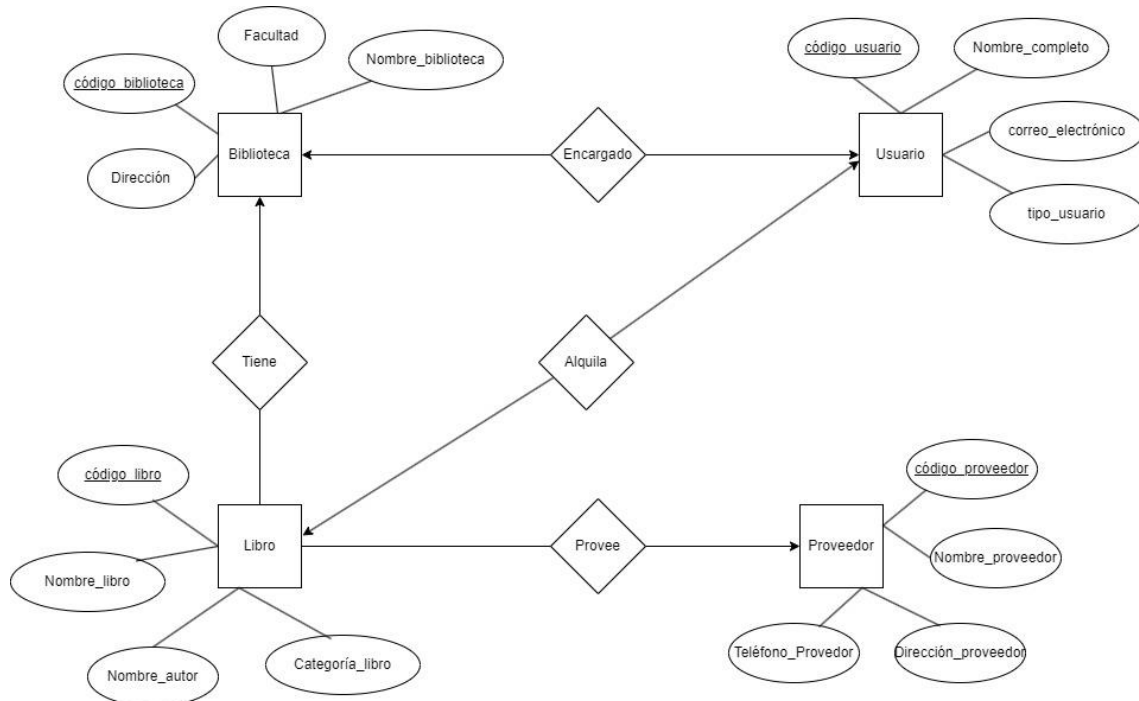 Facultad
código_usuario
Nombre_completo
Nombre_biblioteca
código_biblioteca
correo_electrónico
Biblioteca
Encargado
Usuario
Dirección
tipo_usuario
Tiene
Alquila
código_libro
código_proveedor
Libro
Provee
Proveedor
Nombre_proveedor
Nombre_libro
Teléfono_Provedor
Dirección_proveedor
Categoría_libro
Nombre_autor